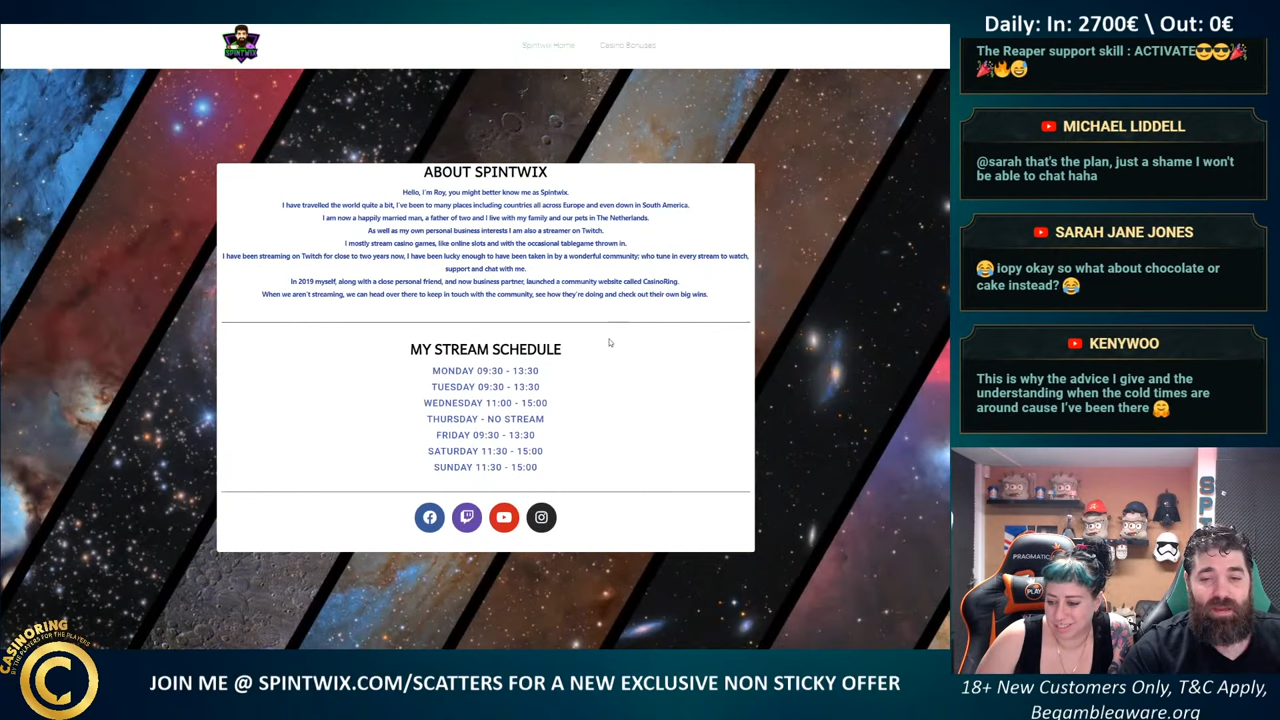 SPINTWIX
Spintwix Home
Casino Bonuses
ABOUT SPINTWIX
Hello, I'm Roy, you might better know me as Spintwix.
I have travelled the world quite a bit, I've been to many places including countries all across Europe and even down in South America.
I am now a happily married man, a father of two and I live with my family and our pets in The Netherlands.
As well as my own personal business interests I am also a streamer on Twitch.
I mostly stream casino games, like online slots and with the occasional tablegame thrown in.
I have been streaming on Twitch for close to two years now, I have been lucky enough to have been taken in by a wonderful community; who tune in every stream to watch,
support and chat with me.
In 2019 myself, along with a close personal friend, and now business partner, launched a community website called CasinoRing.
When we aren't streaming, we can head over there to keep in touch with the community, see how they're doing and check out their own big wins.
MY STREAM SCHEDULE
MONDAY 09:30 - 13:30
TUESDAY 09:30 - 13:30
WEDNESDAY 11:00 - 15:00
THURSDAY - NO STREAM
FRIDAY 09:30 - 13:30
SATURDAY 11:30 - 15:00
SUNDAY 11:30 - 15:00
Daily: In: 2700€ \ Out: 0€
The Rompa support skill : ACTIVATE😎😎🎉
🎉🔥😅
MICHAEL LIDDELL
@sarah that's the plan, just a shame I won't
be able to chat haha
SARAH JANE JONES
😂 iopy okay so what about chocolate or
cake instead? 😂
KENYWOO
This is why the advice I give and the
understanding when the cold times are
around cause I've been there 🤗
PRAGMATIC
PLAY
CASINORING
BY THE PLAYERS FOR THE PLAYERS
C
JOIN ME @ SPINTWIX.COM/SCATTERS FOR A NEW EXCLUSIVE NON STICKY OFFER
18+ New Customers Only, T&C Apply,
Begambleaware.org